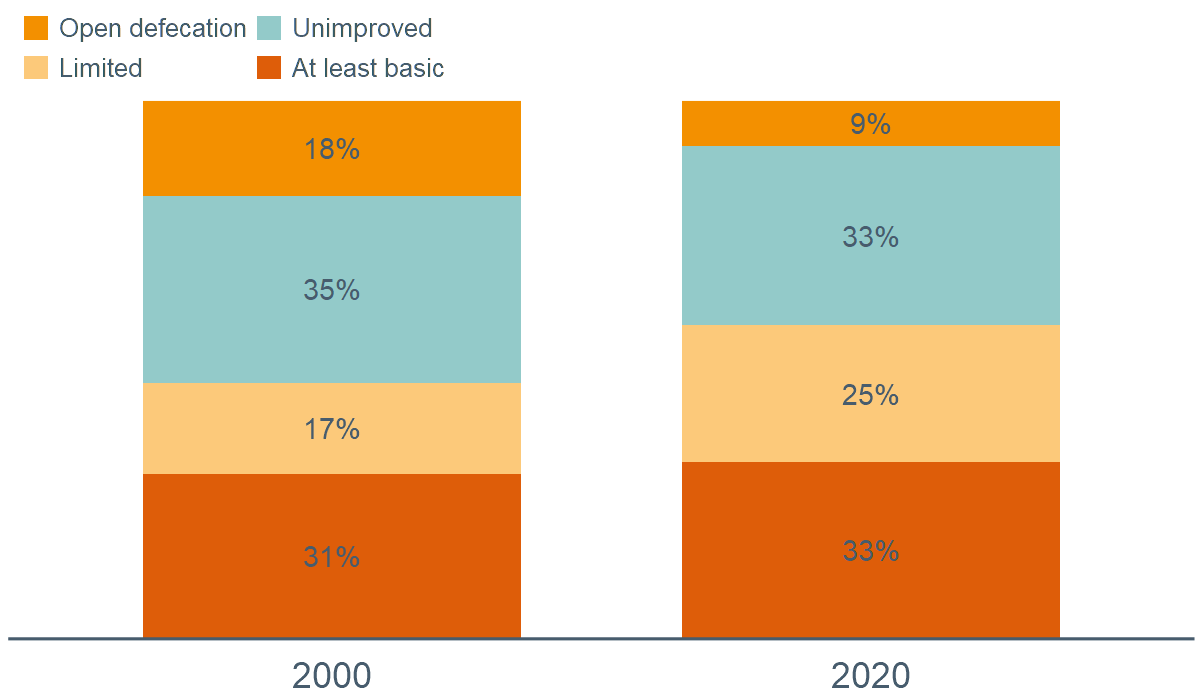 Open defecation Unimproved
Limited At least basic
18% 9%
35% 33%
17% 25%
31% 33%
2000 2020